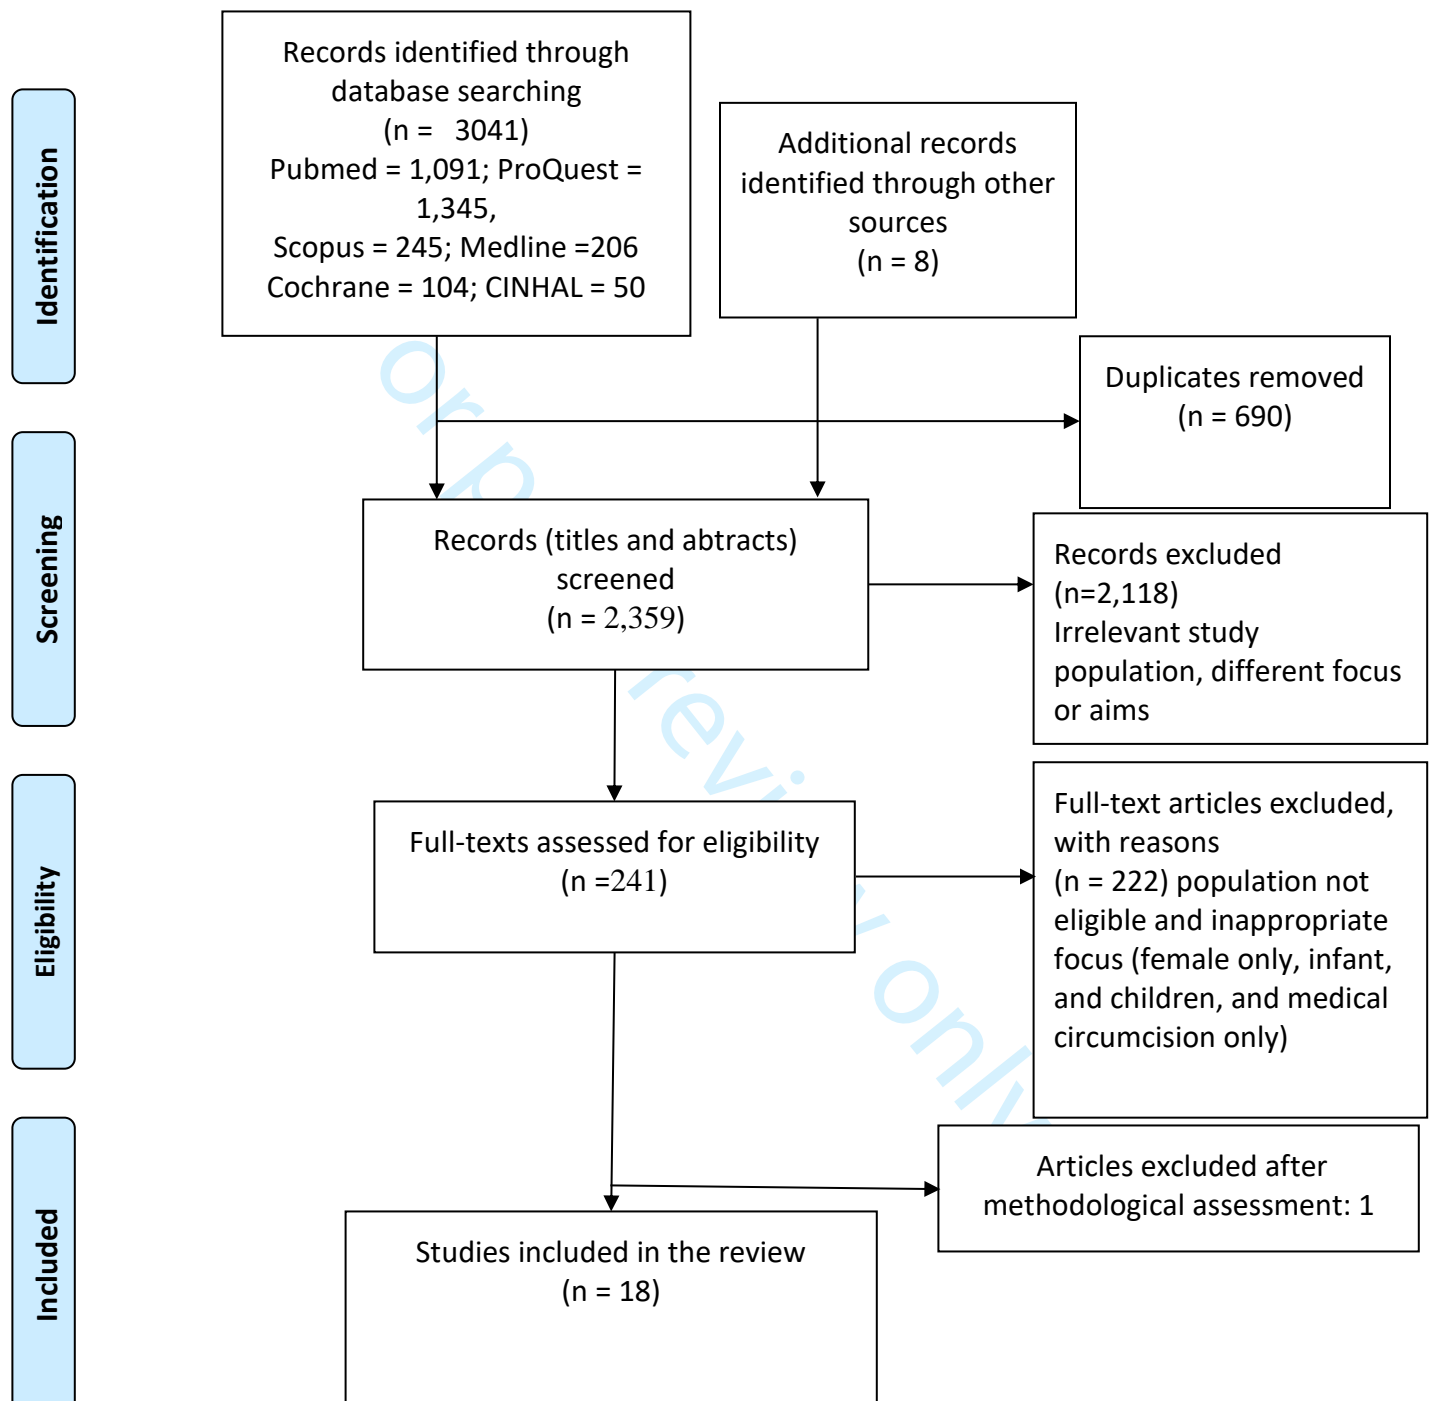 Identification
Records identified through
database searching
(n =   3041)
Pubmed = 1,091; ProQuest =
1,345,
Scopus = 245; Medline =206
Cochrane = 104; CINHAL = 50
Additional records
identified through other
sources
(n = 8)
Duplicates removed
(n = 690)
Screening
Records (titles and abtracts)
screened
(n = 2,359)
Records excluded
(n=2,118)
Irrelevant study
population, different focus
or aims
Eligibility
Full-texts assessed for eligibility
(n =241)
Full-text articles excluded,
with reasons
(n = 222) population not
eligible and inappropriate
focus (female only, infant,
and children, and medical
circumcision only)
Included
Articles excluded after
methodological assessment: 1
Studies included in the review
(n = 18)
or review only